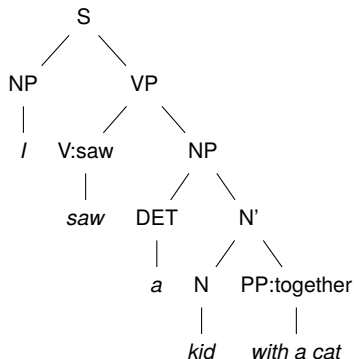 S
NP VP
I V:saw NP
saw DET N'
a N PP:together
kid with a cat